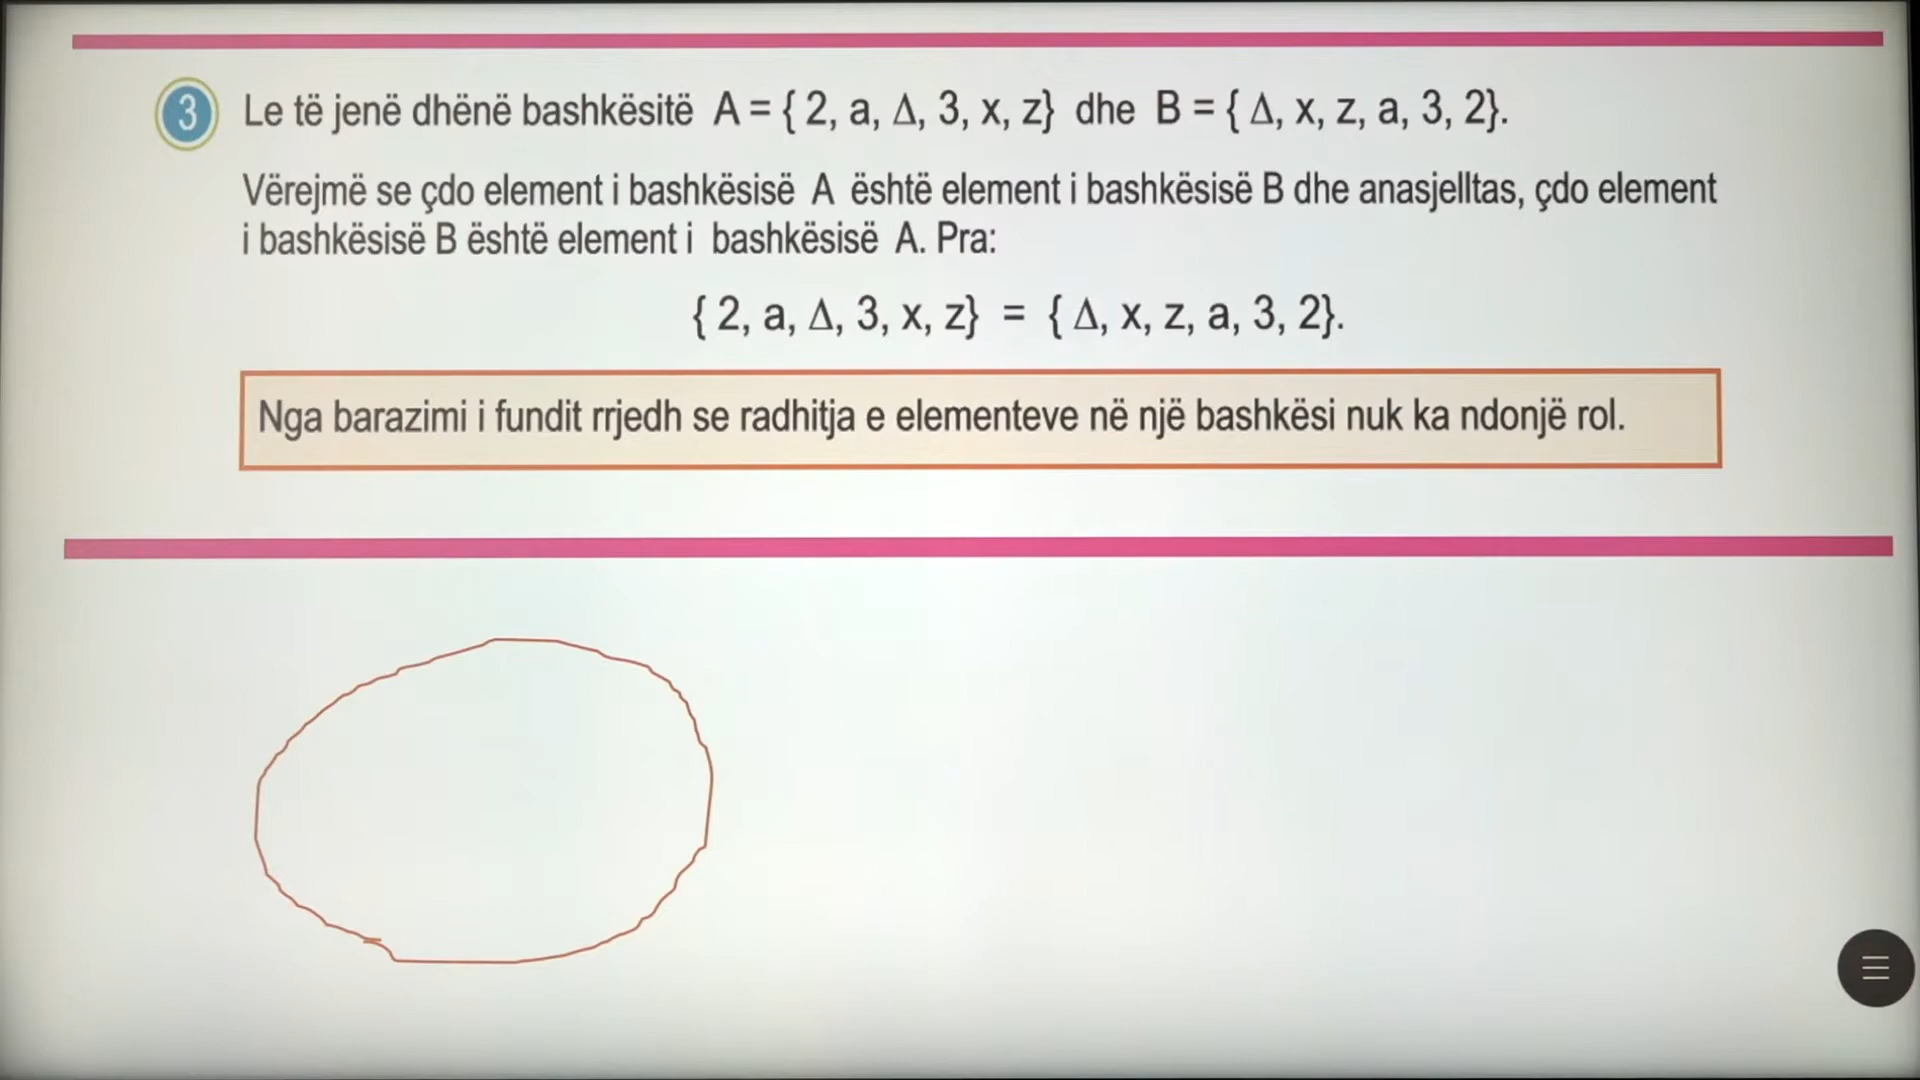 3 Le të jenë dhënë bashkësitë A = { 2, a, Δ, 3, x, z} dhe B = { Δ, x, z, a, 3, 2}.
Vërejmë se çdo element i bashkësisë A është element i bashkësisë B dhe anasjelltas, çdo element
i bashkësisë B është element i bashkësisë A. Pra:
{ 2, a, Δ, 3, x, z} = { Δ, x, z, a, 3, 2}.
Nga barazimi i fundit rrjedh se radhitja e elementeve në një bashkësi nuk ka ndonjë rol.